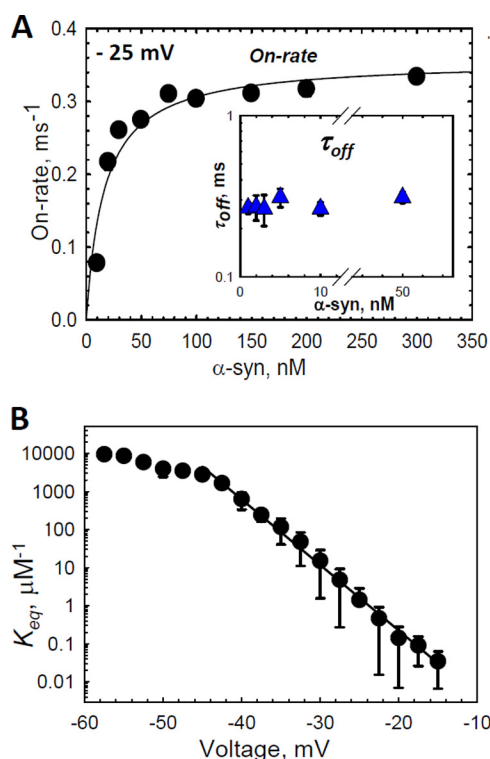 A
- 25 mV
On-rate
0.4
0.3
0.2
0.1
0.0
On-rate, ms-1
0 50 100 150 200 250 300 350
α-syn, nM
τoff
1
0.1
τoff, ms
0 10 50
α-syn, nM
B
10000
1000
100
10
1
0.1
0.01
Keq, μM-1
-60 -50 -40 -30 -20 -10
Voltage, mV